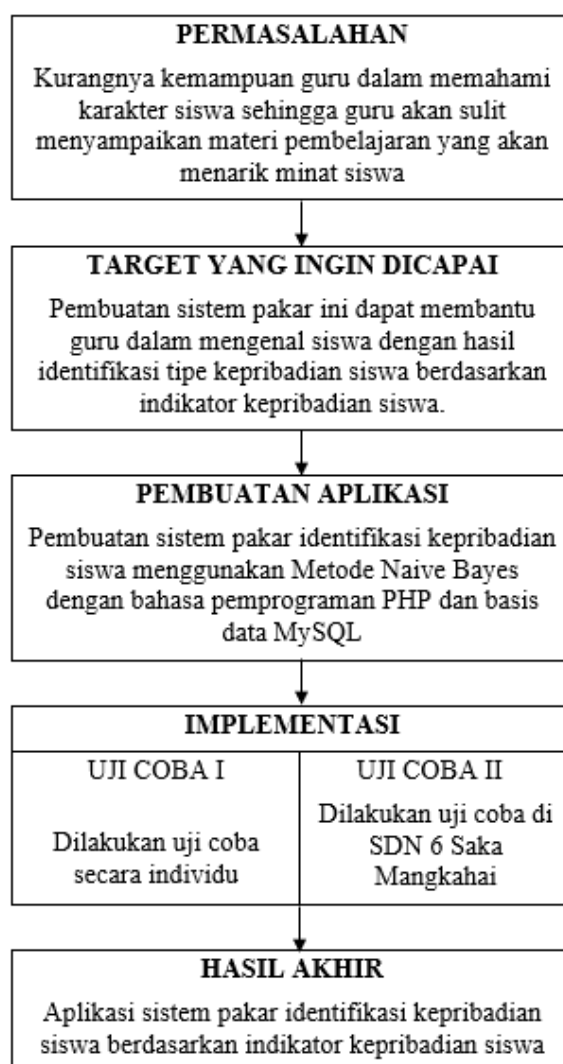 PERMASALAHAN
Kurangnya kemampuan guru dalam memahami
karakter siswa sehingga guru akan sulit
menyampaikan materi pembelajaran yang akan
menarik minat siswa
TARGET YANG INGIN DICAPAI
Pembuatan sistem pakar ini dapat membantu
guru dalam mengenal siswa dengan hasil
identifikasi tipe kepribadian siswa berdasarkan
indikator kepribadian siswa.
PEMBUATAN APLIKASI
Pembuatan sistem pakar identifikasi kepribadian
siswa menggunakan Metode Naive Bayes
dengan bahasa pemprograman PHP dan basis
data MySQL
IMPLEMENTASI
UJI COBA I
Dilakukan uji coba
secara individu
UJI COBA II
Dilakukan uji coba di
SDN 6 Saka
Mangkahai
HASIL AKHIR
Aplikasi sistem pakar identifikasi kepribadian
siswa berdasarkan indikator kepribadian siswa